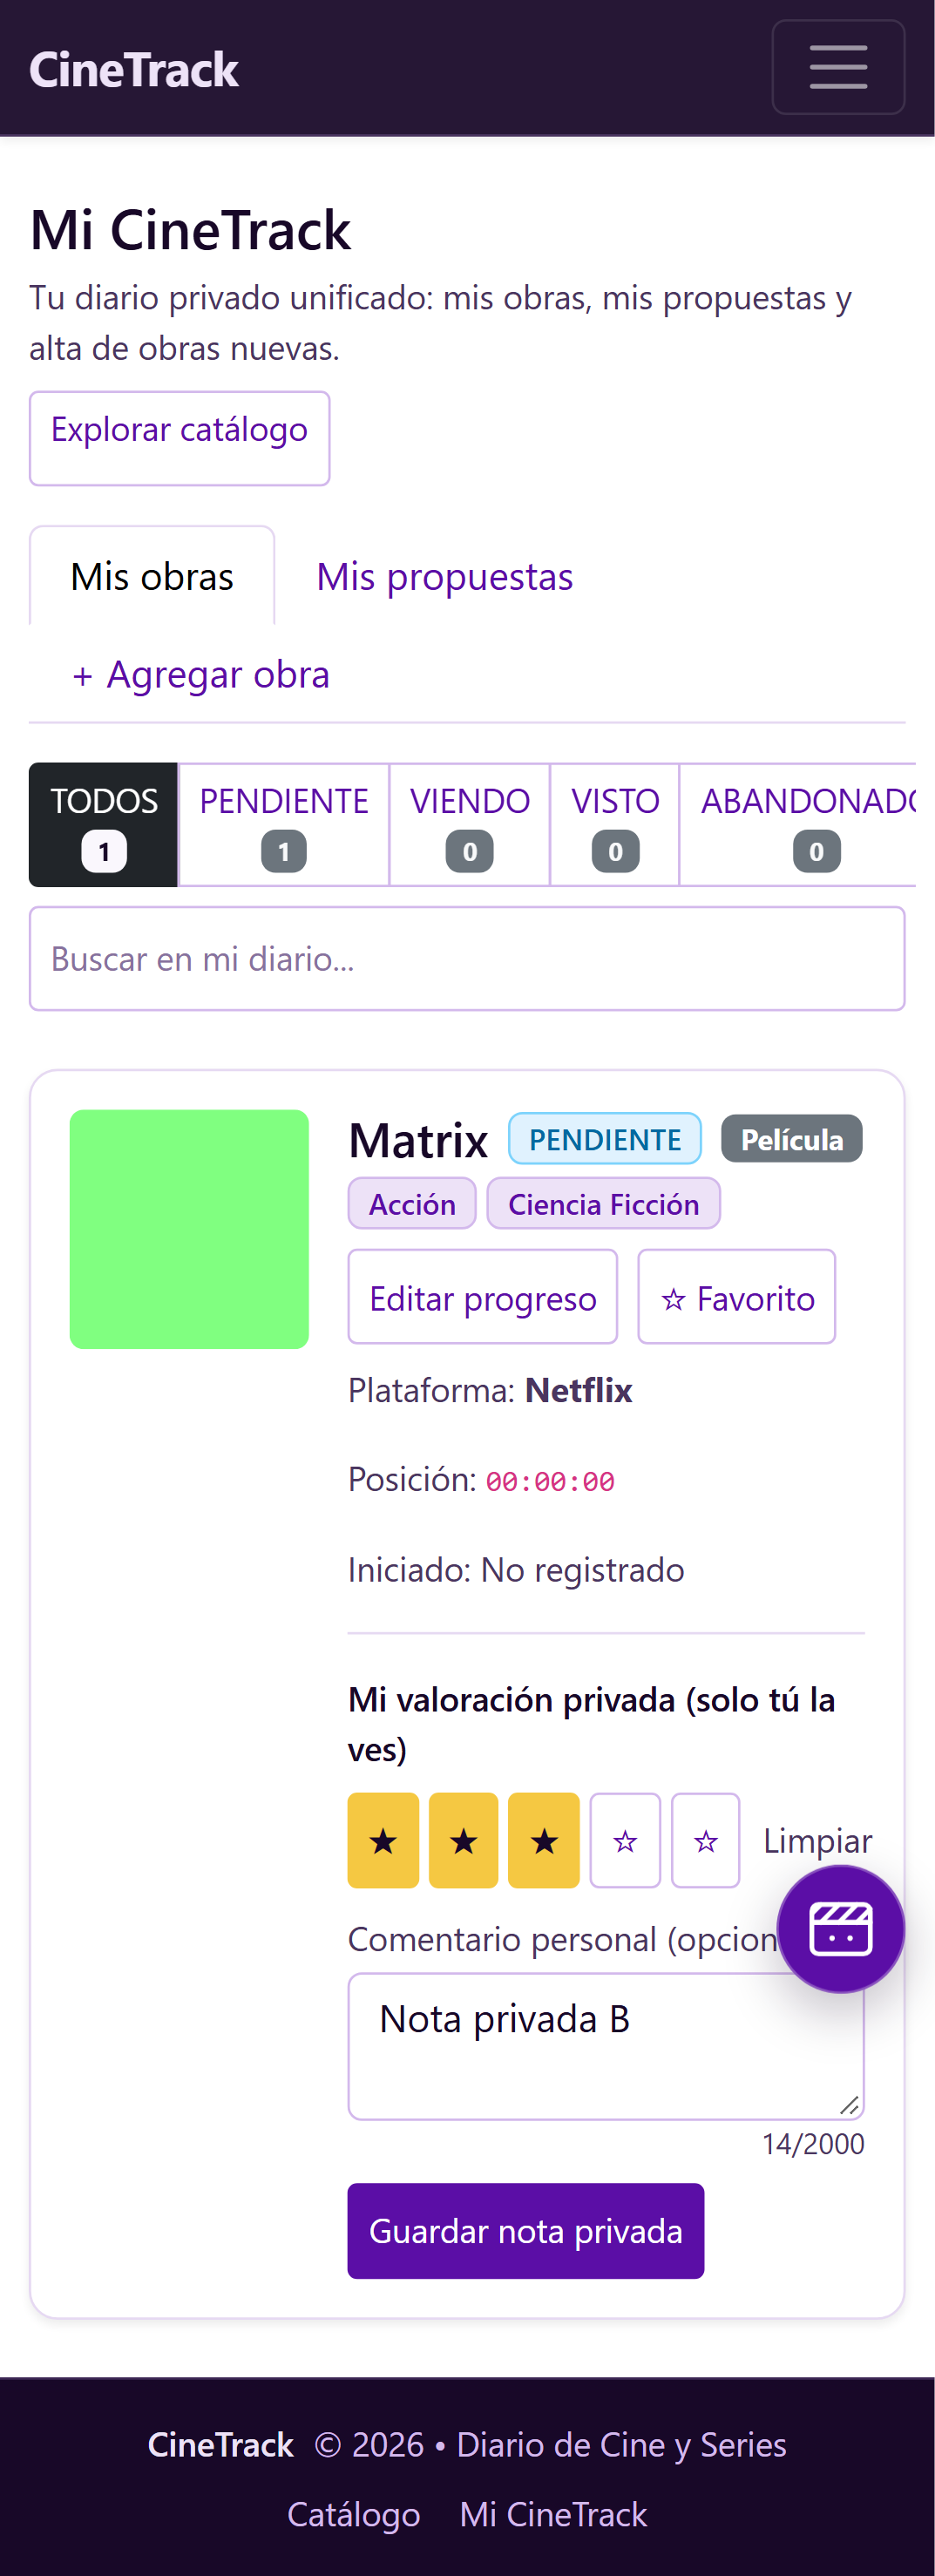 CineTrack
Mi CineTrack
Tu diario privado unificado: mis obras, mis propuestas y
alta de obras nuevas.
Explorar catálogo
Mis obras Mis propuestas
+ Agregar obra
TODOS PENDIENTE VIENDO VISTO ABANDONADO
1 1 0 0 0
Buscar en mi diario...
Matrix PENDIENTE Película
Acción Ciencia Ficción
Editar progreso ☆ Favorito
Plataforma: Netflix
Posición: 00:00:00
Iniciado: No registrado
Mi valoración privada (solo tú la
ves)
★ ★ ★ ☆ ☆ Limpiar
Comentario personal (opcion
Nota privada B
14/2000
Guardar nota privada
CineTrack © 2026 • Diario de Cine y Series
Catálogo Mi CineTrack